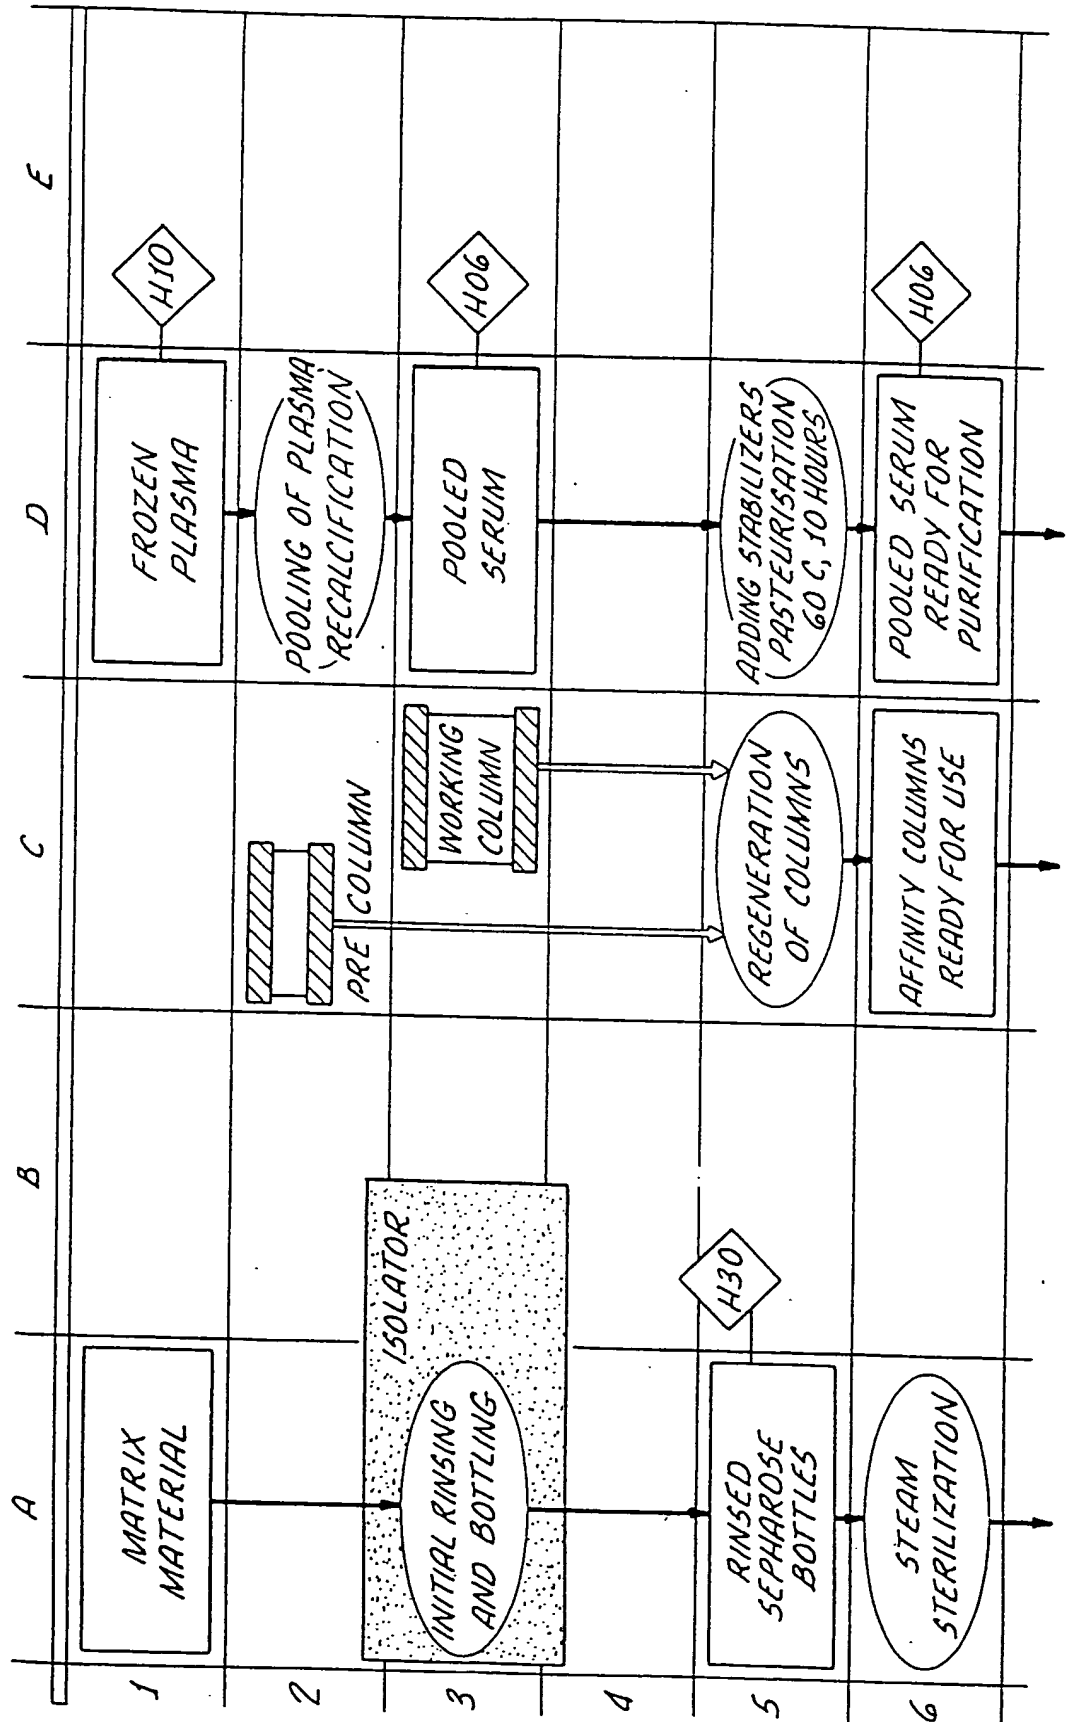 A
B
C
D
E
1
MATRIX
MATERIAL
FROZEN
PLASMA
H10
2
PRE COLUMN
POOLING OF PLASMA
RECALCIFICATION
3
ISOLATOR
INITIAL RINSING
AND BOTTLING
WORKING
COLUMN
POOLED
SERUM
H06
4
5
RINSED
SEPHAROSE
BOTTLES
H30
REGENERATION
OF COLUMNS
ADDING STABILIZERS
PASTEURISATION
60 C, 10 HOURS
6
STEAM
STERILIZATION
AFFINITY COLUMNS
READY FOR USE
POOLED SERUM
READY FOR
PURIFICATION
H06